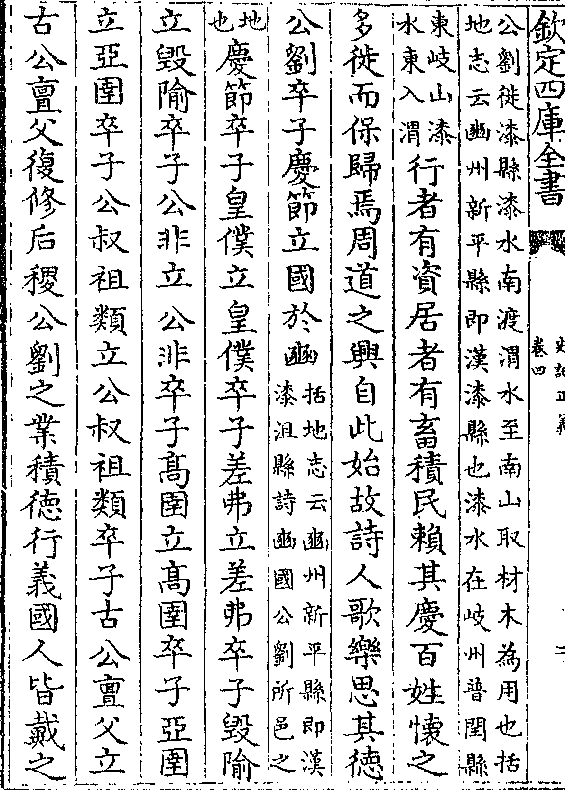 欽定四庫全書
史記正義
卷四
二
公劉徙漆縣漆水南渡渭水至南山取材木為用也括
地志云豳州新平縣即漢漆縣也漆水在岐州普閏縣
東岐山漆
水東入渭
行者有資居者有畜積民賴其慶百姓懷之
多徙而保歸焉周道之興自此始故詩人歌樂思其德
公劉卒子慶節立國於豳
括地志云豳州新平縣即漢
漆沮縣詩豳國公劉所邑之
地
也
慶節卒子皇僕立皇僕卒子差弗立差弗卒子毀隃
立毀隃卒子公非立公非卒子高圉立高圉卒子亞圉
立亞圉卒子公叔祖類立公叔祖類卒子古公亶父立
古公亶父復修后稷公劉之業積德行義國人皆戴之